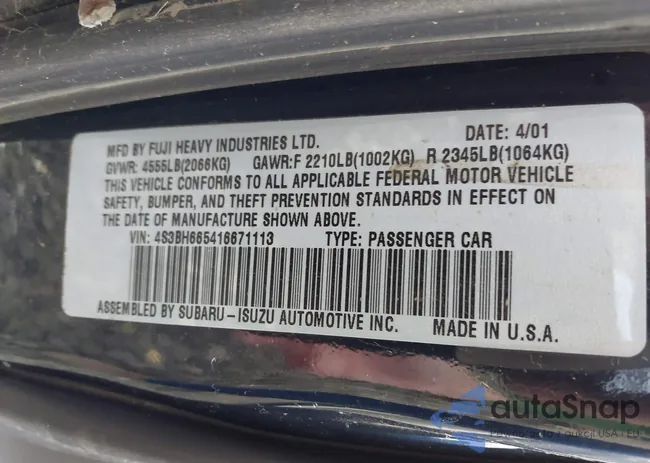 MFD BY FUJI HEAVY INDUSTRIES LTD. DATE: 4/01
GVWR: 4555LB(2066KG) GAWR:F 2210LB(1002KG) R 2345LB(1064KG)
THIS VEHICLE CONFORMS TO ALL APPLICABLE FEDERAL MOTOR VEHICLE
SAFETY, BUMPER, AND THEFT PREVENTION STANDARDS IN EFFECT ON
THE DATE OF MANUFACTURE SHOWN ABOVE.
VIN: 4S3BH665416671113 TYPE: PASSENGER CAR
ASSEMBLED BY SUBARU-ISUZU AUTOMOTIVE INC. MADE IN U.S.A.
autaSnap